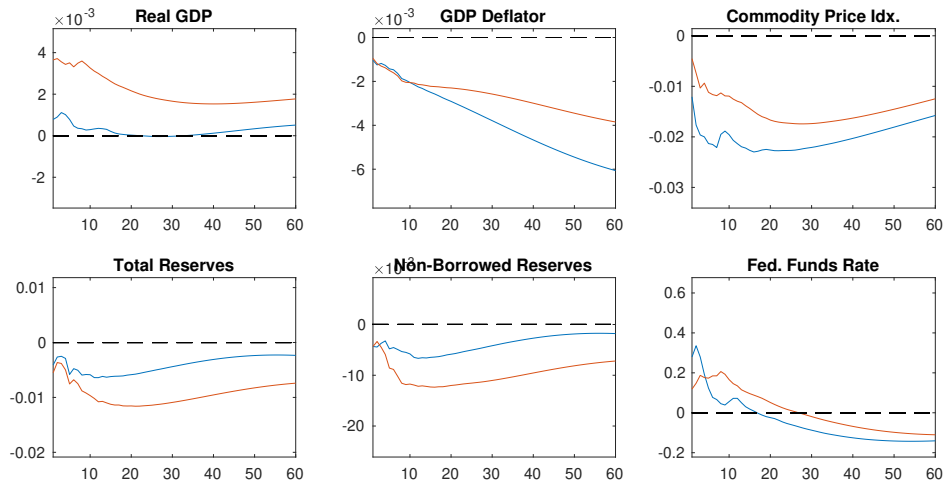 Real GDP
×10
-3
4
2
0
-2
10 20 30 40 50 60
GDP Deflator
×10
-3
0
-2
-4
-6
10 20 30 40 50 60
Commodity Price Idx.
0
-0.01
-0.02
-0.03
10 20 30 40 50 60
Total Reserves
0.01
0
-0.01
-0.02
10 20 30 40 50 60
Non-Borrowed Reserves
×10
-3
0
-10
-20
10 20 30 40 50 60
Fed. Funds Rate
0.6
0.4
0.2
0
-0.2
10 20 30 40 50 60